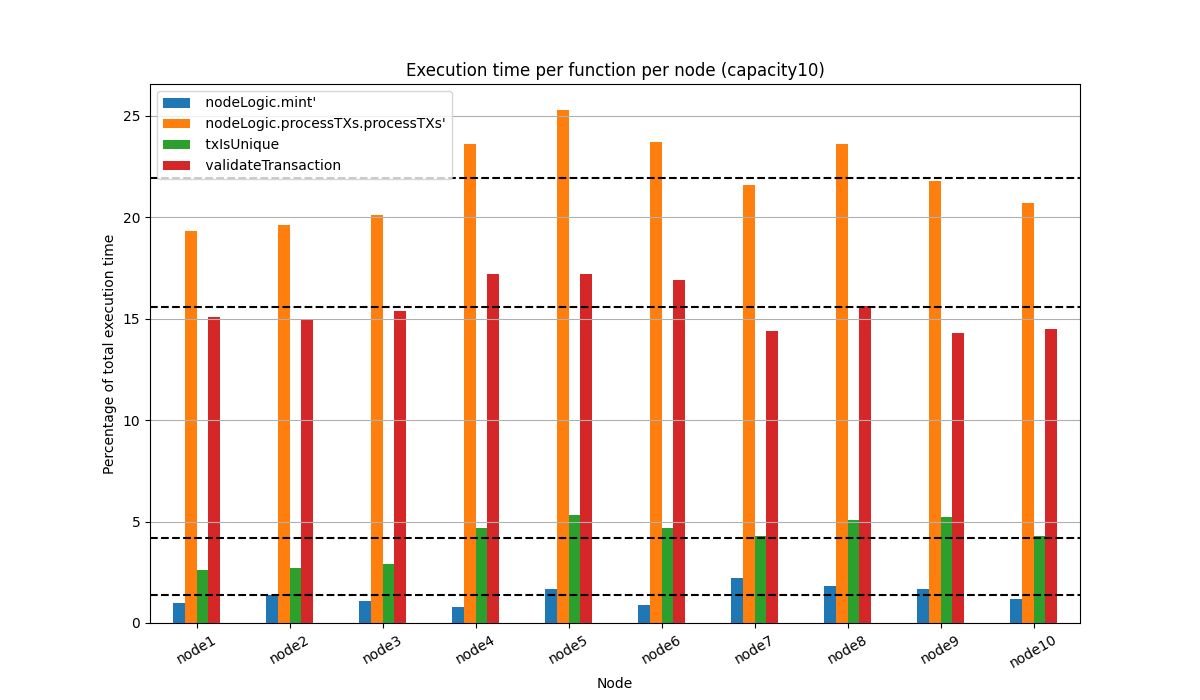 Execution time per function per node (capacity10)
nodeLogic.mint'
nodeLogic.processTXs.processTXs'
txIsUnique
validateTransaction
Percentage of total execution time
25
20
15
10
5
0
node1 node2 node3 node4 node5 node6 node7 node8 node9 node10
Node